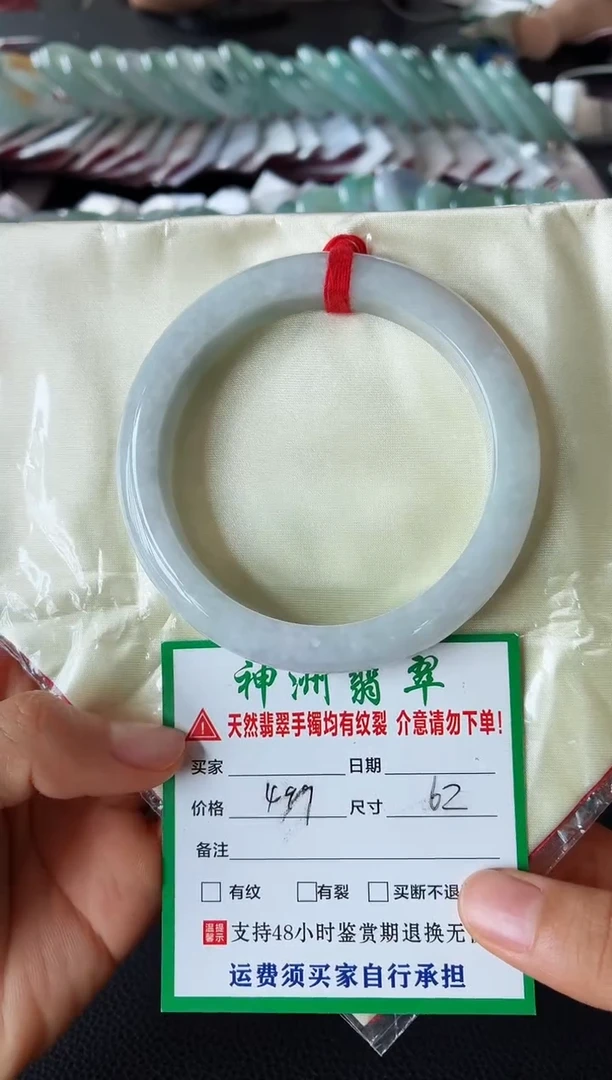 神洲翡翠
天然翡翠手镯均有纹裂 介意请勿下单!
买家 日期
价格 499 尺寸 62
备注
有纹 有裂 买断不退
温馨提示 支持48小时鉴赏期退换无
运费须买家自行承担